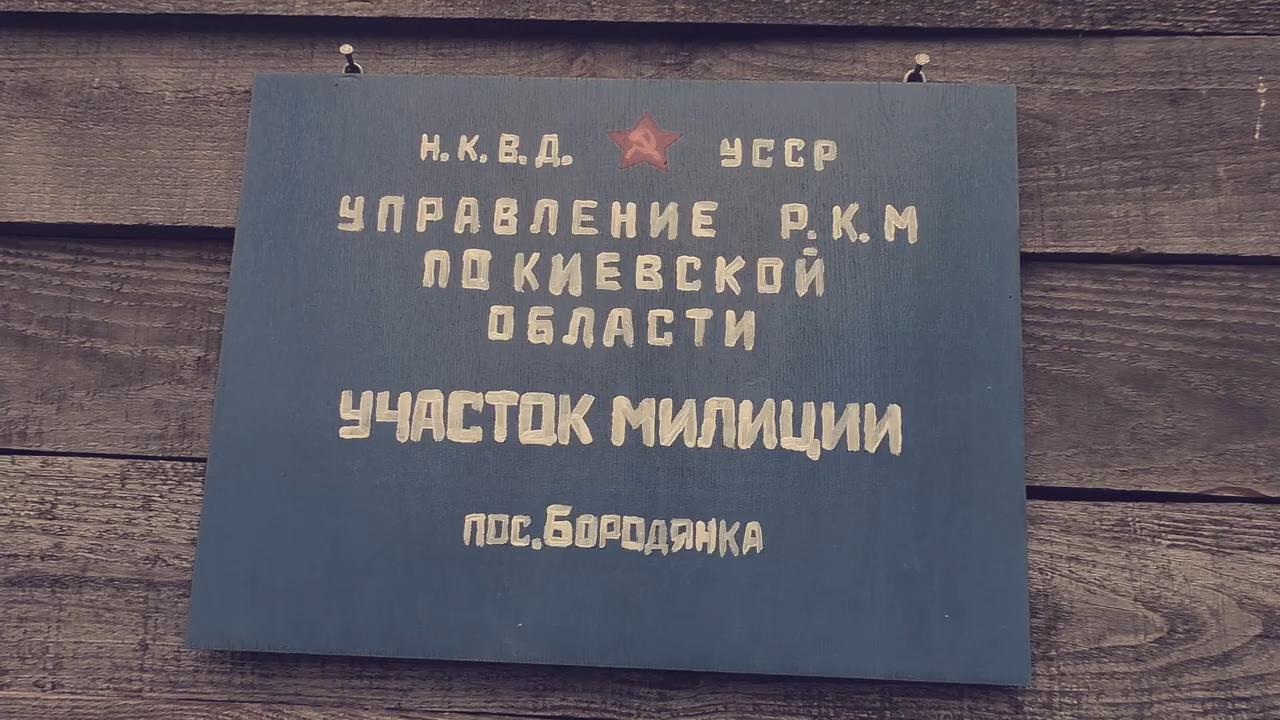 Н.К.В.Д. УССР
УПРАВЛЕНИЕ Р.К.М
ПО КИЕВСКОЙ
ОБЛАСТИ
УЧАСТОК МИЛИЦИИ
пос. Бородянка